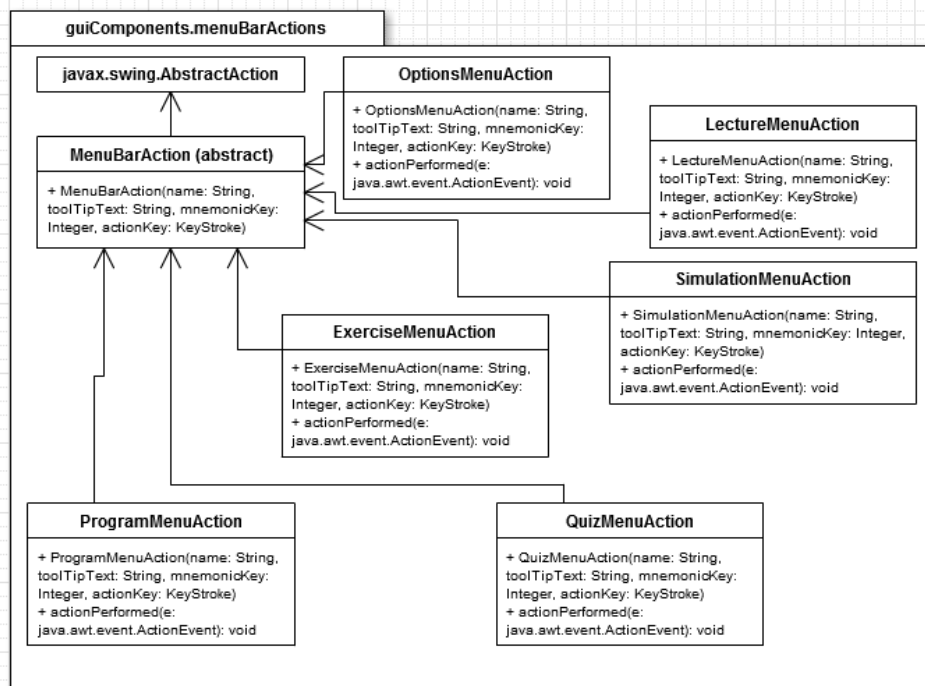 guiComponents.menuBarActions
javax.swing.AbstractAction
MenuBarAction (abstract)
+ MenuBarAction(name: String,
toolTipText: String, mnemonicKey:
Integer, actionKey: KeyStroke)
OptionsMenuAction
+ OptionsMenuAction(name: String,
toolTipText: String, mnemonicKey:
Integer, actionKey: KeyStroke)
+ actionPerformed(e:
java.awt.event.ActionEvent): void
LectureMenuAction
+ LectureMenuAction(name: String,
toolTipText: String, mnemonicKey:
Integer, actionKey: KeyStroke)
+ actionPerformed(e:
java.awt.event.ActionEvent): void
SimulationMenuAction
+ SimulationMenuAction(name: String,
toolTipText: String, mnemonicKey: Integer,
actionKey: KeyStroke)
+ actionPerformed(e:
java.awt.event.ActionEvent): void
ExerciseMenuAction
+ ExerciseMenuAction(name: String,
toolTipText: String, mnemonicKey:
Integer, actionKey: KeyStroke)
+ actionPerformed(e:
java.awt.event.ActionEvent): void
ProgramMenuAction
+ ProgramMenuAction(name: String,
toolTipText: String, mnemonicKey:
Integer, actionKey: KeyStroke)
+ actionPerformed(e:
java.awt.event.ActionEvent): void
QuizMenuAction
+ QuizMenuAction(name: String,
toolTipText: String, mnemonicKey:
Integer, actionKey: KeyStroke)
+ actionPerformed(e:
java.awt.event.ActionEvent): void